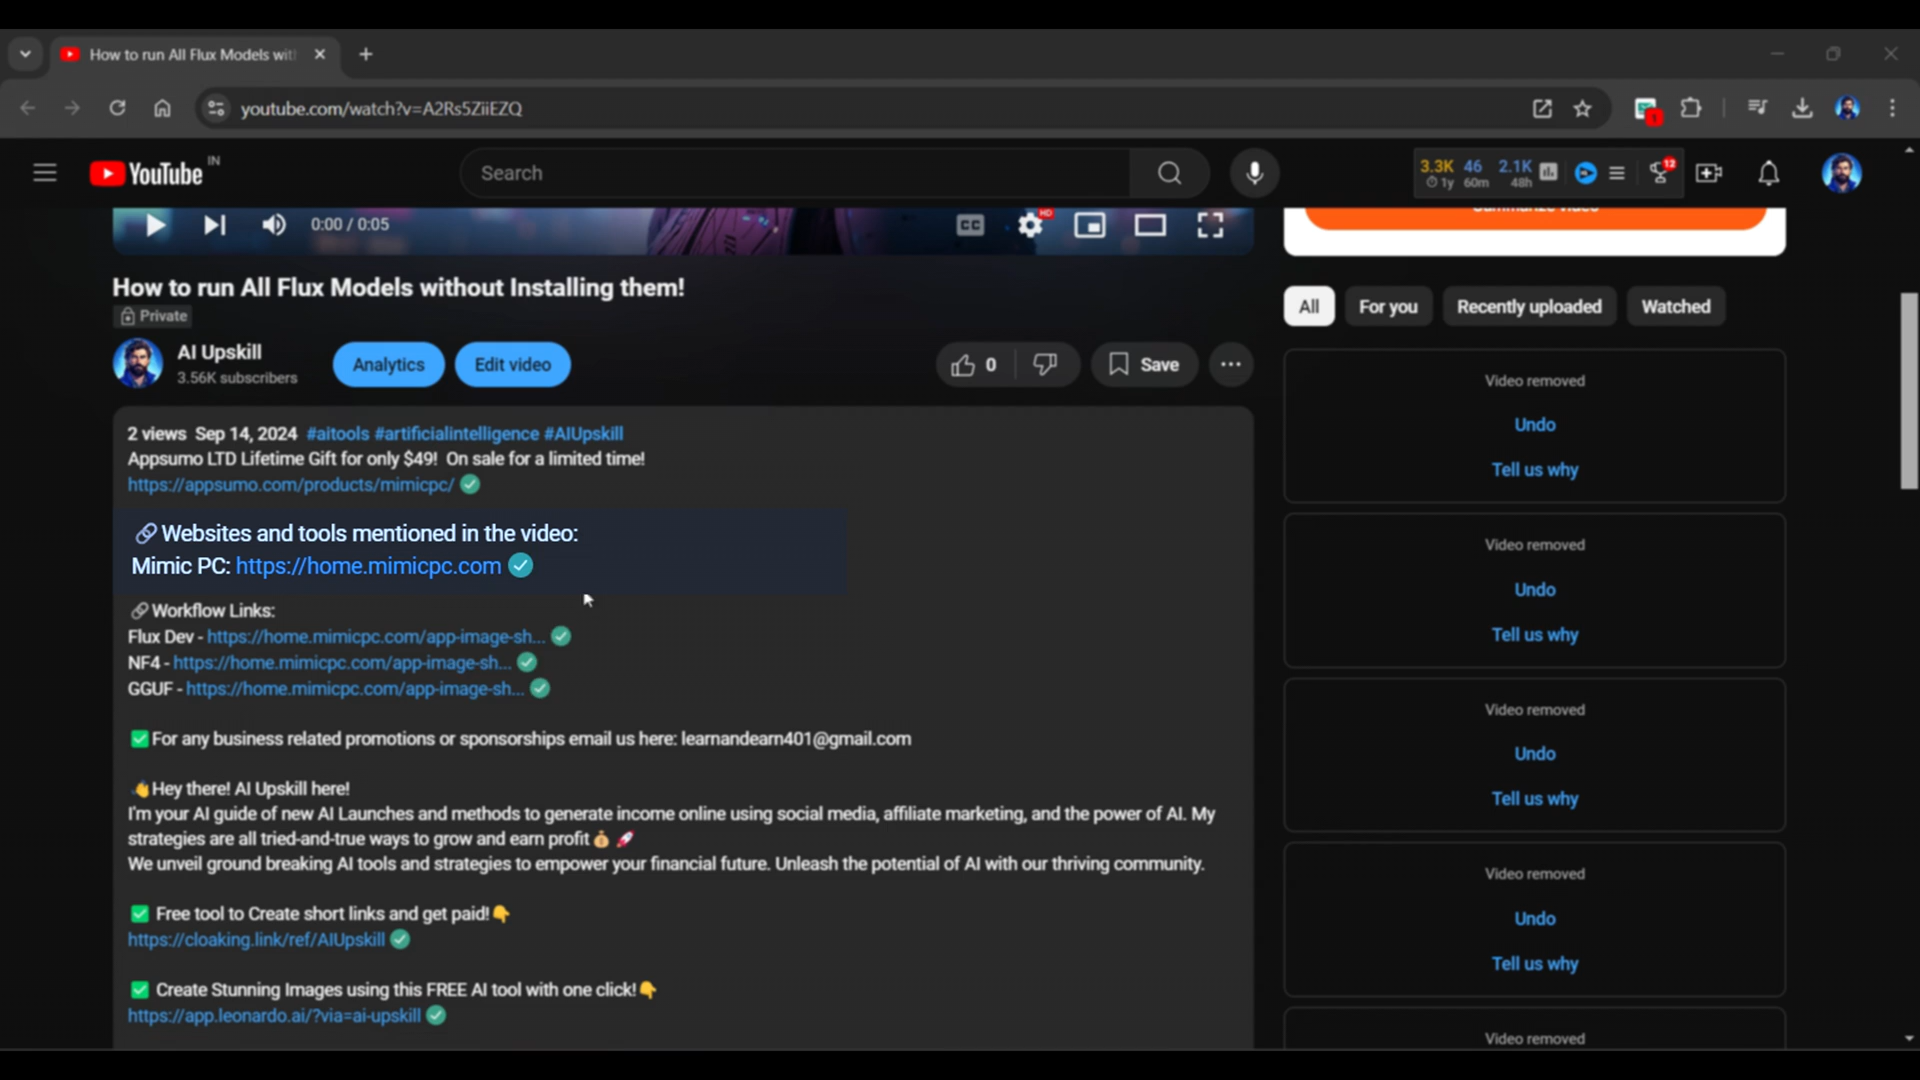 How to run All Flux Models wit
youtube.com/watch?v=A2Rs5ZiiEZQ
1
YouTube IN
Search
3.3K 46 2.1K
1y 60m 48h
12
0:00 / 0:05
CC
HD
How to run All Flux Models without Installing them!
Private
AI Upskill
3.56K subscribers
Analytics
Edit video
0
Save
2 views Sep 14, 2024 #aitools #artificialintelligence #AIUpskill
Appsumo LTD Lifetime Gift for only $49! On sale for a limited time!
https://appsumo.com/products/mimicpc/
Websites and tools mentioned in the video:
Mimic PC: https://home.mimicpc.com
Workflow Links:
Flux Dev - https://home.mimicpc.com/app-image-sh...
NF4 - https://home.mimicpc.com/app-image-sh...
GGUF - https://home.mimicpc.com/app-image-sh...
For any business related promotions or sponsorships email us here: learnandearn401@gmail.com
Hey there! AI Upskill here!
I'm your AI guide of new AI Launches and methods to generate income online using social media, affiliate marketing, and the power of AI. My
strategies are all tried-and-true ways to grow and earn profit
We unveil ground breaking AI tools and strategies to empower your financial future. Unleash the potential of AI with our thriving community.
Free tool to Create short links and get paid!
https://cloaking.link/ref/AIUpskill
Create Stunning Images using this FREE AI tool with one click!
https://app.leonardo.ai/?via=ai-upskill
Summarize video
All
For you
Recently uploaded
Watched
Video removed
Undo
Tell us why
Video removed
Undo
Tell us why
Video removed
Undo
Tell us why
Video removed
Undo
Tell us why
Video removed